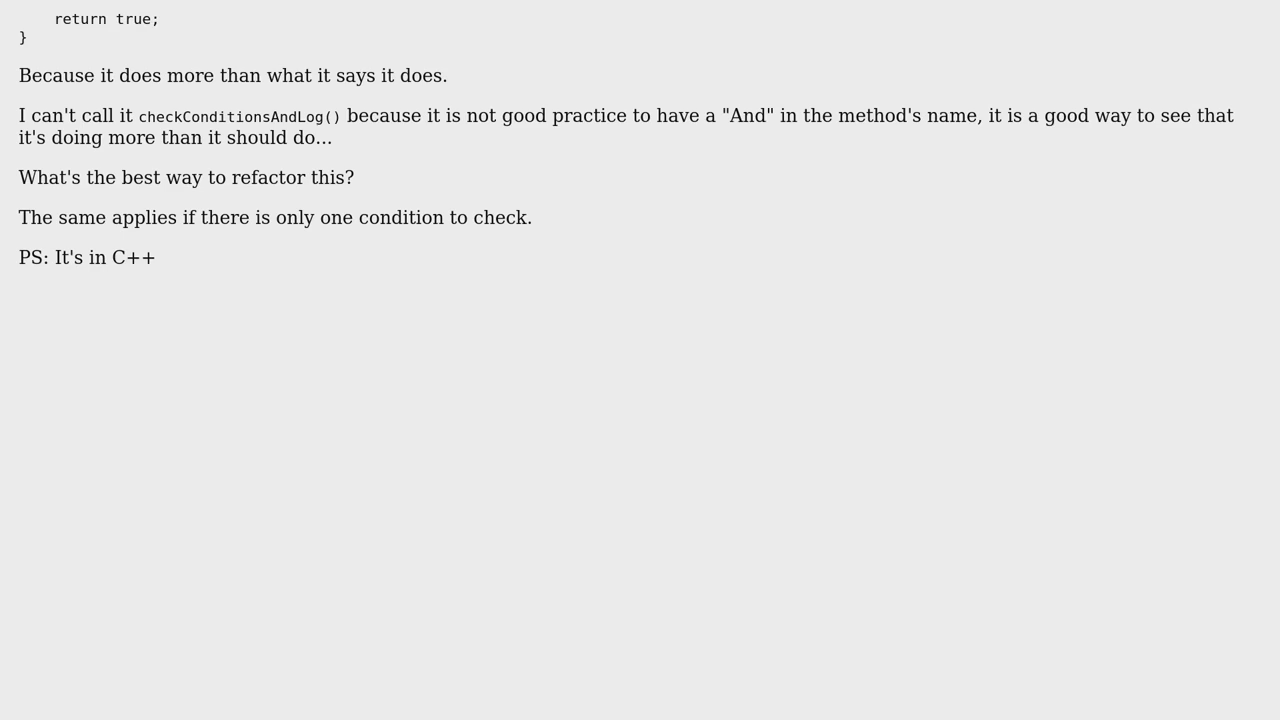 return true;
}
Because it does more than what it says it does.
I can't call it checkConditionsAndLog() because it is not good practice to have a "And" in the method's name, it is a good way to see that
it's doing more than it should do...
What's the best way to refactor this?
The same applies if there is only one condition to check.
PS: It's in C++